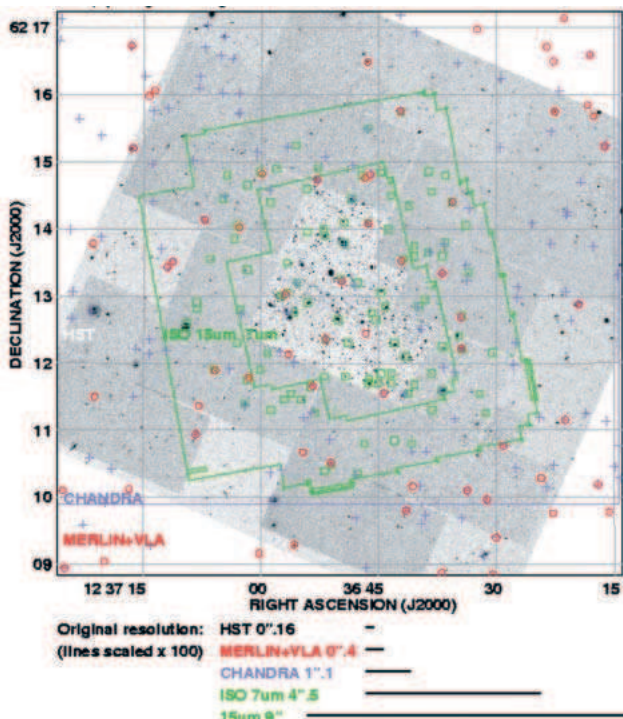 62 17
16
15
14
13
12
11
10
09
DECLINATION (J2000)
HST
ISO 15um, 7um
CHANDRA
MERLIN+VLA
12 37 15
00
36 45
30
15
RIGHT ASCENSION (J2000)
Original resolution: HST 0".16
(lines scaled x 100) MERLIN+VLA 0".4
CHANDRA 1".1
ISO 7um 4".5
15um 9"